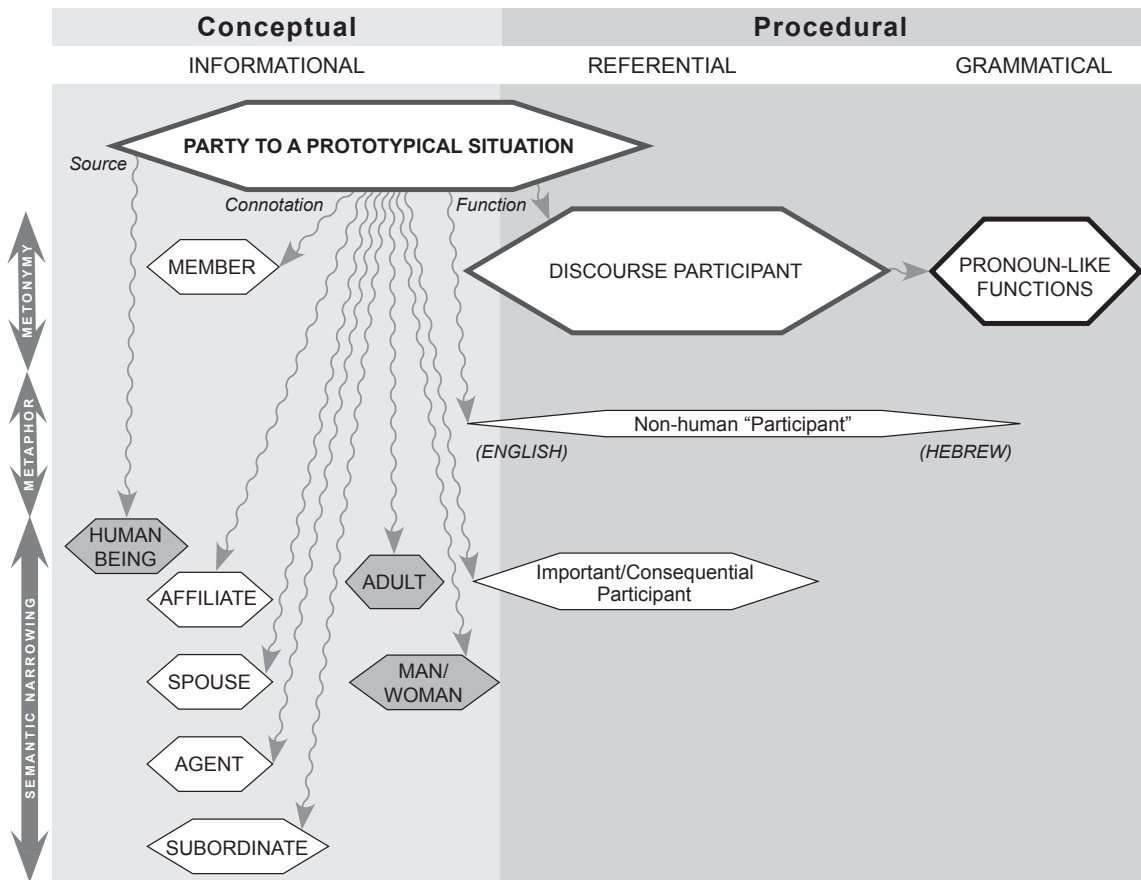 Conceptual
Procedural
INFORMATIONAL
REFERENTIAL
GRAMMATICAL
PARTY TO A PROTOTYPICAL SITUATION
Source
Connotation
Function
METONYMY
MEMBER
DISCOURSE PARTICIPANT
PRONOUN-LIKE
FUNCTIONS
METAPHOR
Non-human “Participant”
(ENGLISH)
(HEBREW)
SEMANTIC NARROWING
HUMAN
BEING
AFFILIATE
ADULT
Important/Consequential
Participant
SPOUSE
MAN/
WOMAN
AGENT
SUBORDINATE